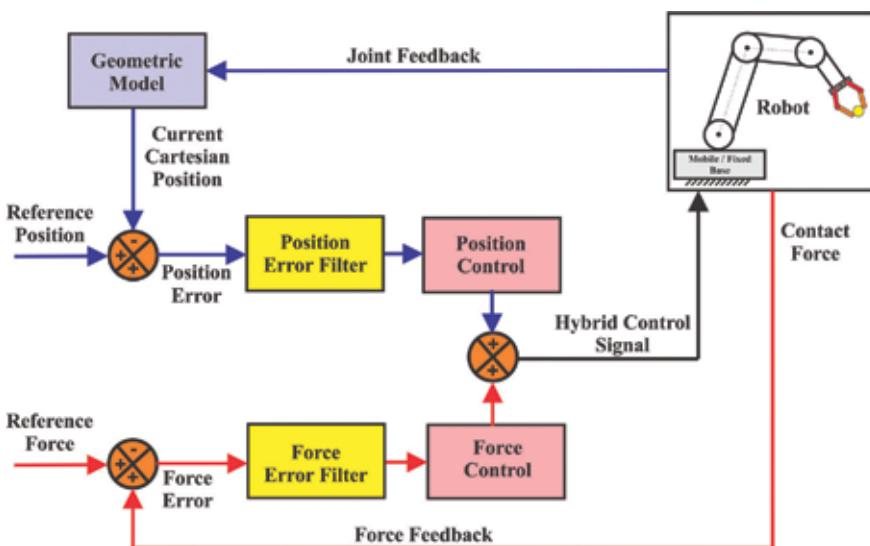 Geometric
Model
Joint Feedback
Robot
Mobile / Fixed
Base
Current
Cartesian
Position
Reference
Position
-
++
Position
Error
Position
Error Filter
Position
Control
Contact
Force
+
+
Hybrid Control
Signal
Reference
Force
-
++
Force
Error
Force
Error Filter
Force
Control
Force Feedback